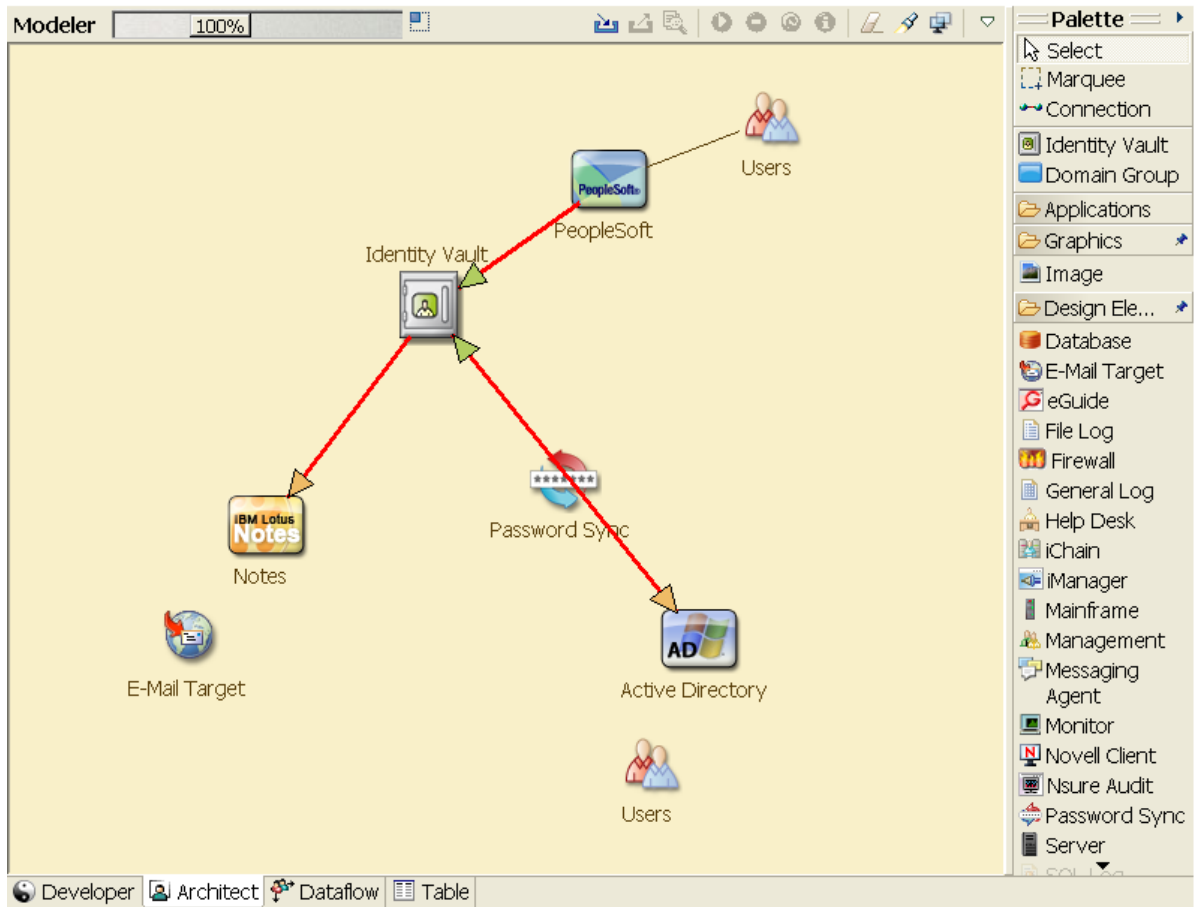 Modeler 100%
Palette
Select
Marquee
Connection
Identity Vault
Domain Group
Applications
Graphics
Image
Design Ele...
Database
E-Mail Target
eGuide
File Log
Firewall
General Log
Help Desk
iChain
iManager
Mainframe
Management
Messaging
Agent
Monitor
Novell Client
Nsure Audit
Password Sync
Server
SQL Log
Users
PeopleSoft®
PeopleSoft
Identity Vault
*******
Password Sync
IBM Lotus
Notes
Notes
E-Mail Target
AD
Active Directory
Users
Developer Architect Dataflow Table